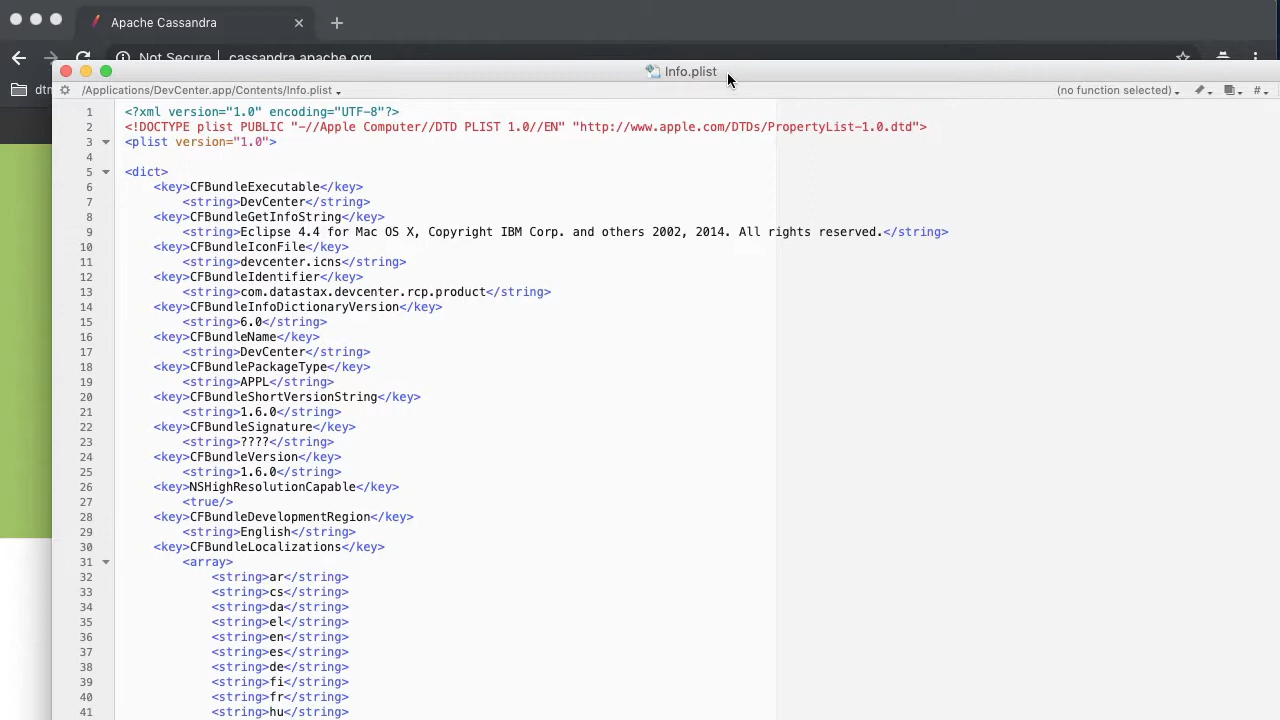 Apache Cassandra
Not Secure | cassandra.apache.org
Info.plist
/Applications/DevCenter.app/Contents/Info.plist
(no function selected)
#
1 <?xml version="1.0" encoding="UTF-8"?>
2 <!DOCTYPE plist PUBLIC "-//Apple Computer//DTD PLIST 1.0//EN" "http://www.apple.com/DTDs/PropertyList-1.0.dtd">
3 <plist version="1.0">
4
5 <dict>
6 <key>CFBundleExecutable</key>
7 <string>DevCenter</string>
8 <key>CFBundleGetInfoString</key>
9 <string>Eclipse 4.4 for Mac OS X, Copyright IBM Corp. and others 2002, 2014. All rights reserved.</string>
10 <key>CFBundleIconFile</key>
11 <string>devcenter.icns</string>
12 <key>CFBundleIdentifier</key>
13 <string>com.datastax.devcenter.rcp.product</string>
14 <key>CFBundleInfoDictionaryVersion</key>
15 <string>6.0</string>
16 <key>CFBundleName</key>
17 <string>DevCenter</string>
18 <key>CFBundlePackageType</key>
19 <string>APPL</string>
20 <key>CFBundleShortVersionString</key>
21 <string>1.6.0</string>
22 <key>CFBundleSignature</key>
23 <string>????</string>
24 <key>CFBundleVersion</key>
25 <string>1.6.0</string>
26 <key>NSHighResolutionCapable</key>
27 <true/>
28 <key>CFBundleDevelopmentRegion</key>
29 <string>English</string>
30 <key>CFBundleLocalizations</key>
31 <array>
32 <string>ar</string>
33 <string>cs</string>
34 <string>da</string>
35 <string>el</string>
36 <string>en</string>
37 <string>es</string>
38 <string>de</string>
39 <string>fi</string>
40 <string>fr</string>
41 <string>hu</string>